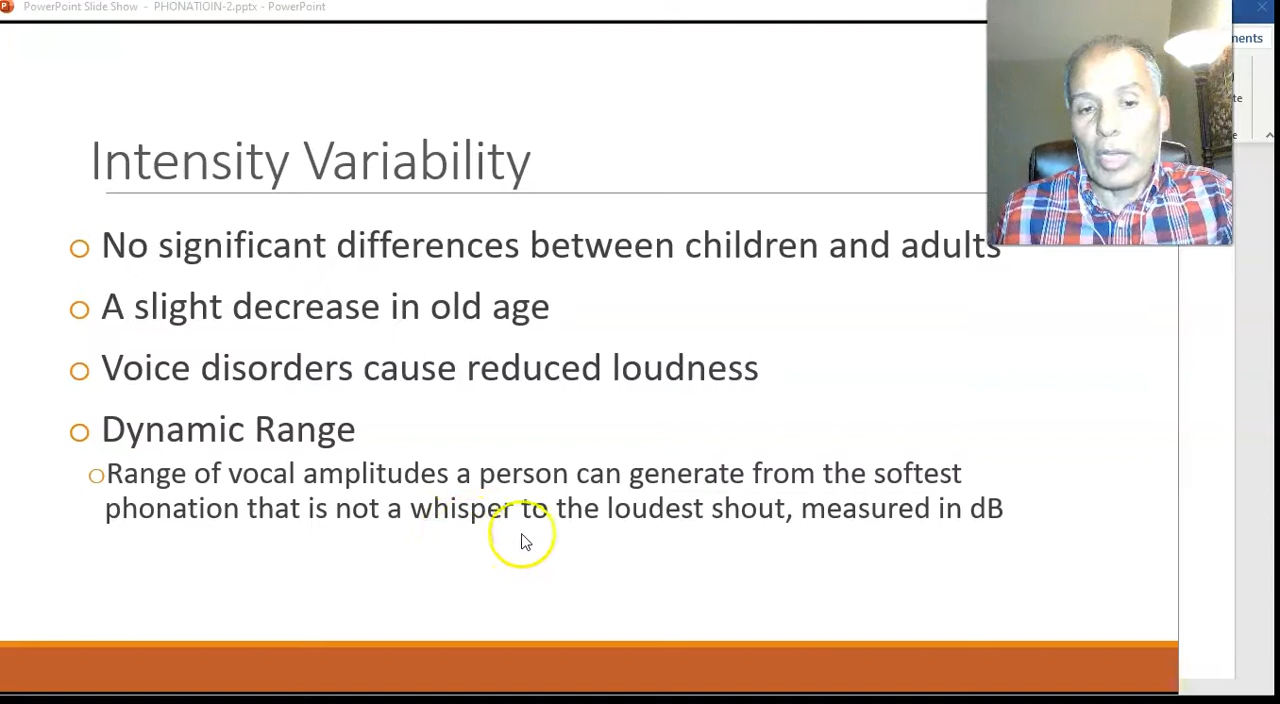 PowerPoint Slide Show - PHONATIOIN-2.pptx - PowerPoint
ments
te
e
Intensity Variability
No significant differences between children and adults
A slight decrease in old age
Voice disorders cause reduced loudness
Dynamic Range
Range of vocal amplitudes a person can generate from the softest
phonation that is not a whisper to the loudest shout, measured in dB